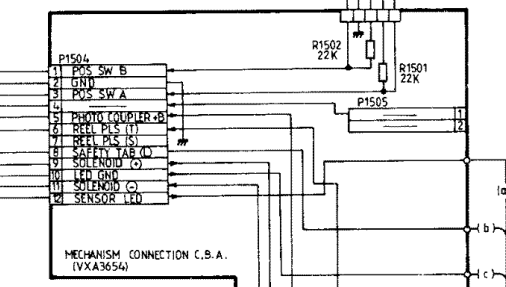 R1502
22K
R1501
22K
P1504
1 POS SW B
2 GND
3 POS SW A
4
5 PHOTO COUPLER+B
6 REEL PLS (T)
7 REEL PLS (S)
8 SAFETY TAB (L)
9 SOLENOID (+)
10 LED GND
11 SOLENOID (-)
12 SENSOR LED
P1505
1
2
(a
(b)
(c)
MECHANISM CONNECTION C.B.A.
(VXA3654)